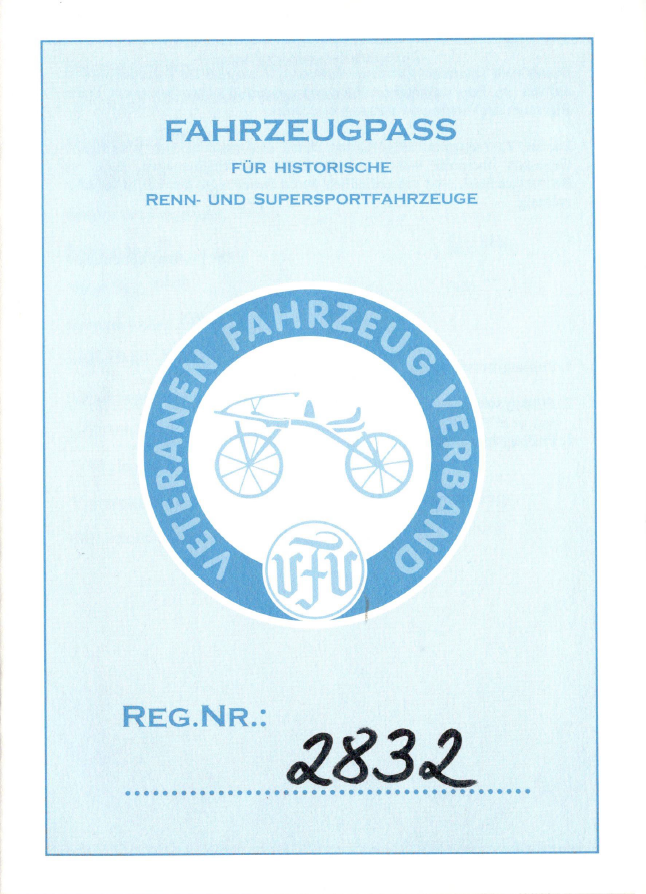 FAHRZEUGPASS
FÜR HISTORISCHE
RENN- UND SUPERSPORTFAHRZEUGE
VETERANEN FAHRZEUG VERBAND
VFV
REG.NR.:
2832